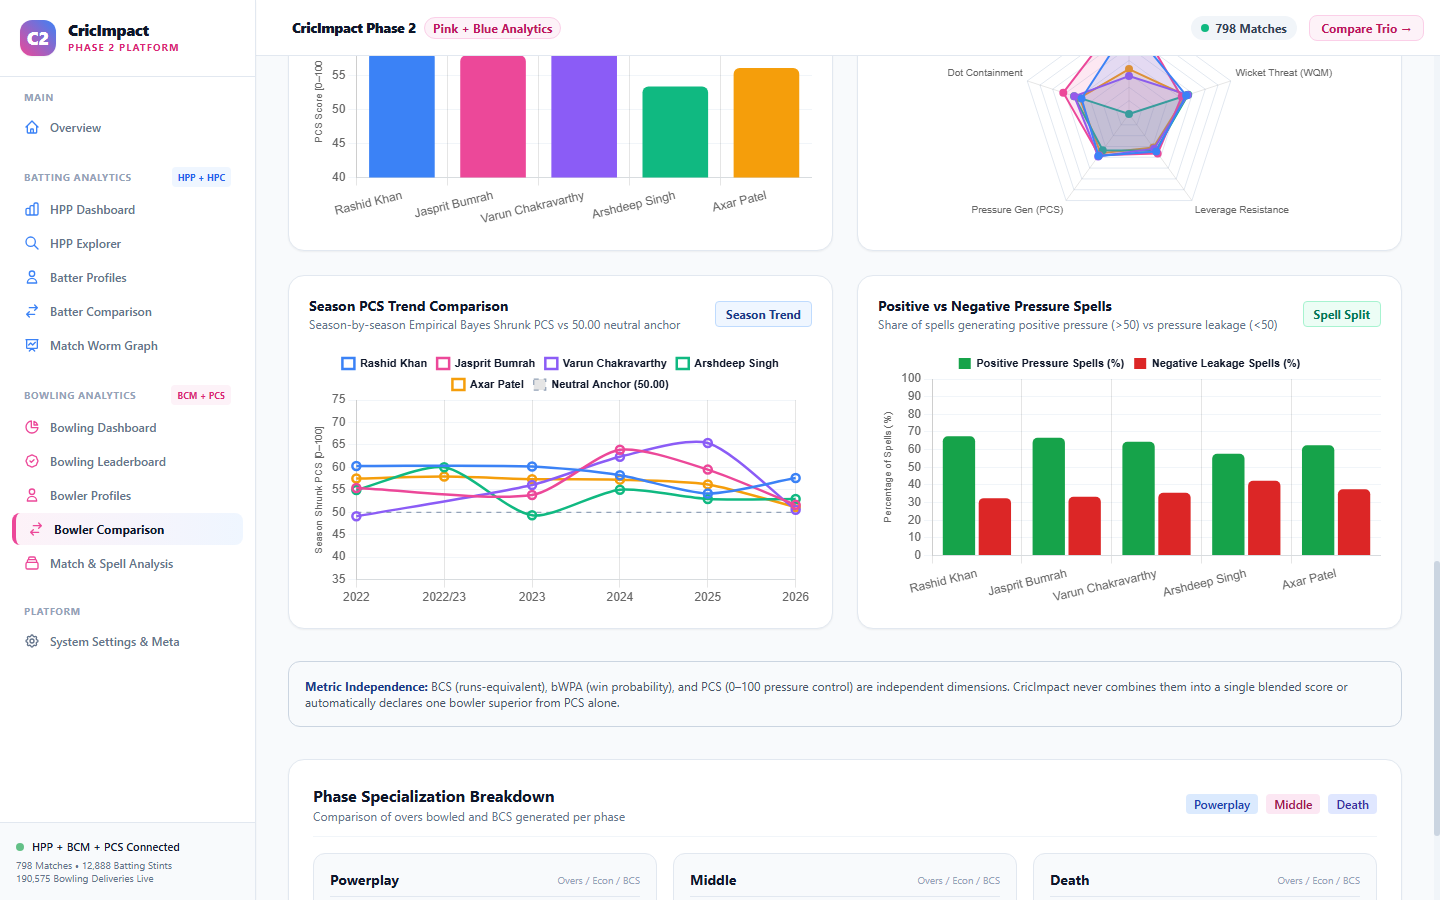 C2
CricImpact
PHASE 2 PLATFORM
MAIN
Overview
BATTING ANALYTICS
HPP + HPC
HPP Dashboard
HPP Explorer
Batter Profiles
Batter Comparison
Match Worm Graph
BOWLING ANALYTICS
BCM + PCS
Bowling Dashboard
Bowling Leaderboard
Bowler Profiles
Bowler Comparison
Match & Spell Analysis
PLATFORM
System Settings & Meta
HPP + BCM + PCS Connected
798 Matches • 12,888 Batting Stints
190,575 Bowling Deliveries Live
CricImpact Phase 2
Pink + Blue Analytics
798 Matches
Compare Trio →
PCS Score [0–100
55
50
45
40
Rashid Khan
Jasprit Bumrah
Varun Chakravarthy
Arshdeep Singh
Axar Patel
Dot Containment
Wicket Threat (WQM)
Pressure Gen (PCS)
Leverage Resistance
Season PCS Trend Comparison
Season-by-season Empirical Bayes Shrunk PCS vs 50.00 neutral anchor
Season Trend
Rashid Khan
Jasprit Bumrah
Varun Chakravarthy
Arshdeep Singh
Axar Patel
Neutral Anchor (50.00)
Season Shrunk PCS [0–100]
75
70
65
60
55
50
45
40
35
2022
2022/23
2023
2024
2025
2026
Positive vs Negative Pressure Spells
Share of spells generating positive pressure (>50) vs pressure leakage (<50)
Spell Split
Positive Pressure Spells (%)
Negative Leakage Spells (%)
Percentage of Spells (%)
100
90
80
70
60
50
40
30
20
10
0
Rashid Khan
Jasprit Bumrah
Varun Chakravarthy
Arshdeep Singh
Axar Patel
Metric Independence: BCS (runs-equivalent), bWPA (win probability), and PCS (0–100 pressure control) are independent dimensions. CricImpact never combines them into a single blended score or
automatically declares one bowler superior from PCS alone.
Phase Specialization Breakdown
Comparison of overs bowled and BCS generated per phase
Powerplay
Middle
Death
Powerplay
Overs / Econ / BCS
Middle
Overs / Econ / BCS
Death
Overs / Econ / BCS